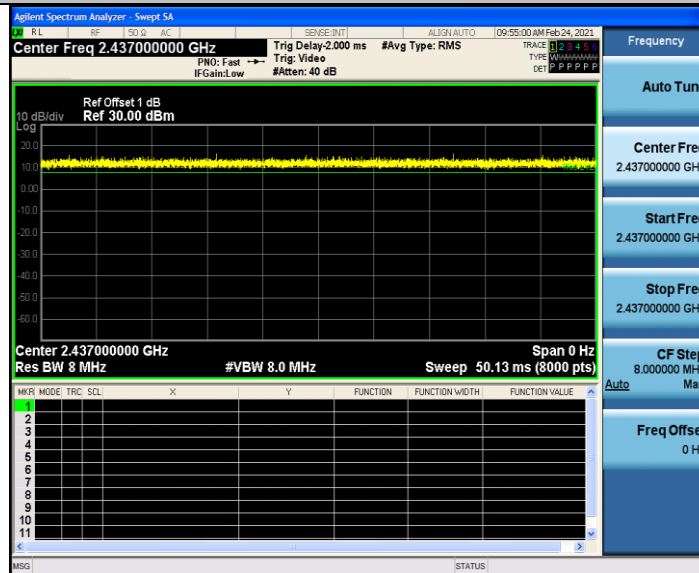 Agilent Spectrum Analyzer - Swept SA
RL RF 50 Ω AC SENSE:INT ALIGN AUTO 09:55:00 AM Feb 24, 2021
Center Freq 2.437000000 GHz
Trig Delay-2.000 ms #Avg Type: RMS
TRACE 1 2 3 4 5 6
PNO: Fast Trig: Video
TYPE
IFGain:Low #Atten: 40 dB
DET P P P P P P
Ref Offset 1 dB
10 dB/div Ref 30.00 dBm
Log
20.0
10.0
0.00
-10.0
-20.0
-30.0
-40.0
-50.0
-60.0
Center 2.437000000 GHz Span 0 Hz
Res BW 8 MHz #VBW 8.0 MHz Sweep 50.13 ms (8000 pts)
MKR MODE TRC SCL X Y FUNCTION FUNCTION WIDTH FUNCTION VALUE
1
2
3
4
5
6
7
8
9
10
11
MSG STATUS
Frequency
Auto Tun
Center Fre
2.437000000 GH
Start Fre
2.437000000 GH
Stop Fre
2.437000000 GH
CF Ste
8.000000 MH
Auto Ma
Freq Offse
0 H